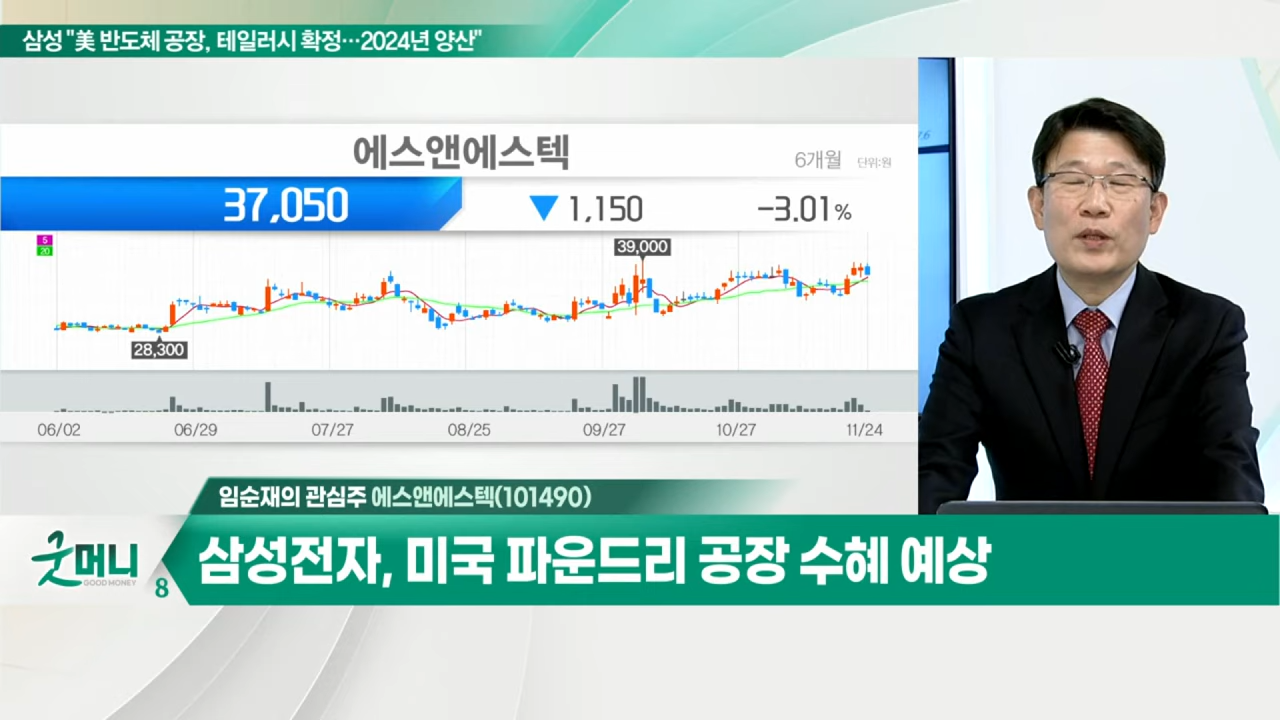 삼성 "美 반도체 공장, 테일러시 확정…2024년 양산"
에스앤에스텍
6개월 단위:원
37,050 ▼ 1,150 -3.01%
5
20
39,000
28,300
06/02 06/29 07/27 08/25 09/27 10/27 11/24
임순재의 관심주 에스앤에스텍(101490)
굿머니
GOOD MONEY
8
삼성전자, 미국 파운드리 공장 수혜 예상